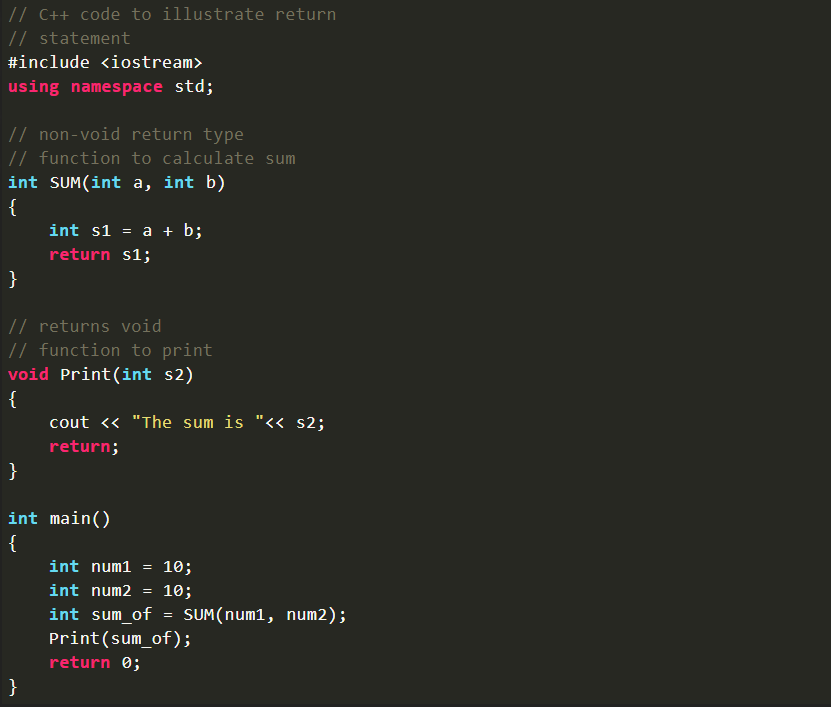 // C++ code to illustrate return
// statement
#include <iostream>
using namespace std;

// non-void return type
// function to calculate sum
int SUM(int a, int b)
{
    int s1 = a + b;
    return s1;
}

// returns void
// function to print
void Print(int s2)
{
    cout << "The sum is "<< s2;
    return;
}

int main()
{
    int num1 = 10;
    int num2 = 10;
    int sum_of = SUM(num1, num2);
    Print(sum_of);
    return 0;
}